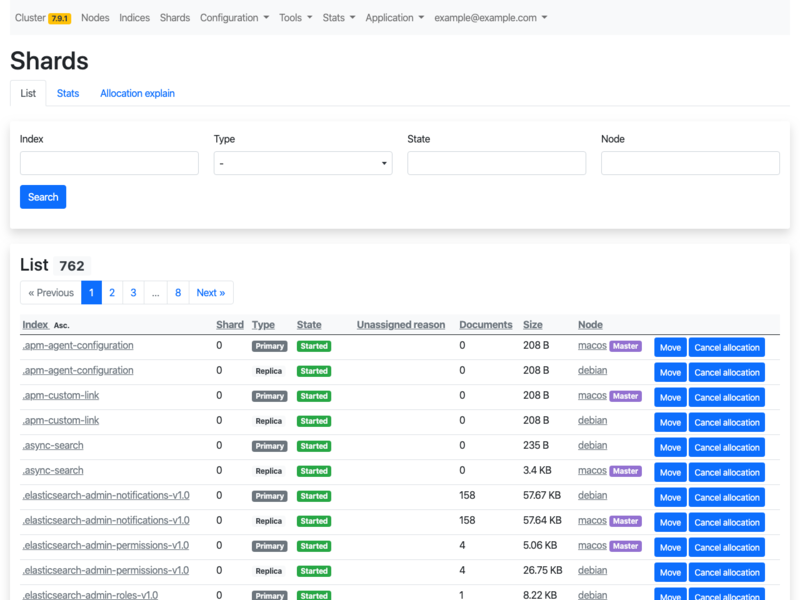 Cluster 7.9.1 Nodes Indices Shards Configuration Tools Stats Application example@example.com
Shards
List Stats Allocation explain
Index Type State Node
-
Search
List 762
« Previous 1 2 3 ... 8 Next »
Index Asc. Shard Type State Unassigned reason Documents Size Node
.apm-agent-configuration 0 Primary Started 0 208 B macos Master Move Cancel allocation
.apm-agent-configuration 0 Replica Started 0 208 B debian Move Cancel allocation
.apm-custom-link 0 Primary Started 0 208 B macos Master Move Cancel allocation
.apm-custom-link 0 Replica Started 0 208 B debian Move Cancel allocation
.async-search 0 Primary Started 0 235 B debian Move Cancel allocation
.async-search 0 Replica Started 0 3.4 KB macos Master Move Cancel allocation
.elasticsearch-admin-notifications-v1.0 0 Primary Started 158 57.67 KB debian Move Cancel allocation
.elasticsearch-admin-notifications-v1.0 0 Replica Started 158 57.64 KB macos Master Move Cancel allocation
.elasticsearch-admin-permissions-v1.0 0 Primary Started 4 5.06 KB macos Master Move Cancel allocation
.elasticsearch-admin-permissions-v1.0 0 Replica Started 4 26.75 KB debian Move Cancel allocation
.elasticsearch-admin-roles-v1.0 0 Primary Started 1 8.22 KB debian Move Cancel allocation